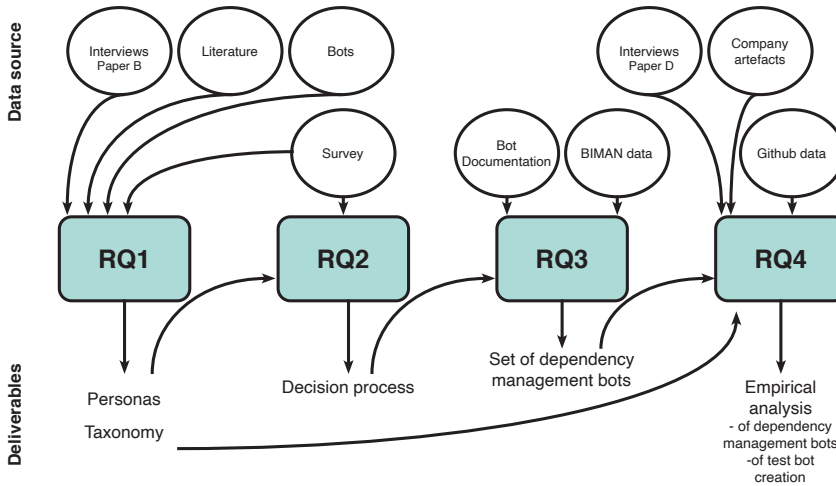 Data source
Interviews
Paper B
Literature
Bots
Interviews
Paper D
Company
artefacts
Survey
Bot
Documentation
BIMAN data
Github data
RQ1
RQ2
RQ3
RQ4
Deliverables
Personas
Taxonomy
Decision process
Set of dependency
management bots
Empirical
analysis
- of dependency
management bots
-of test bot
creation